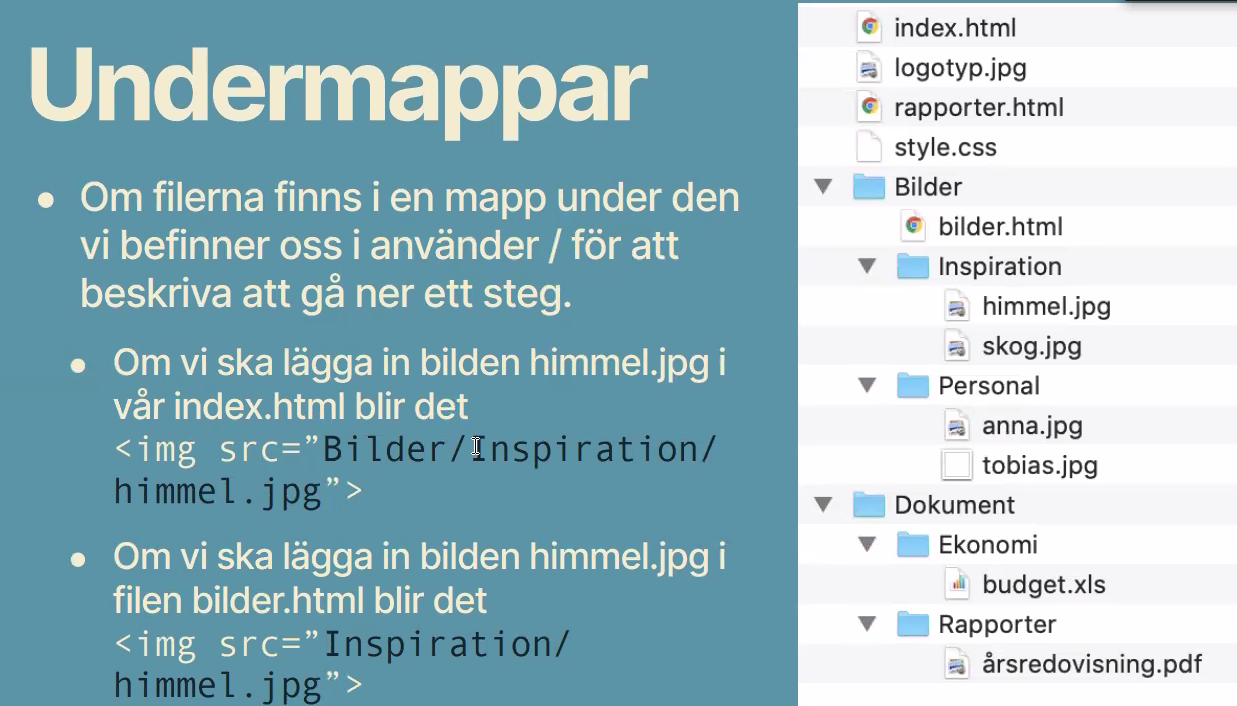 Undermappar
• Om filerna finns i en mapp under den
vi befinner oss i använder / för att
beskriva att gå ner ett steg.
• Om vi ska lägga in bilden himmel.jpg i
vår index.html blir det
<img src=”Bilder/Inspiration/
himmel.jpg”>
• Om vi ska lägga in bilden himmel.jpg i
filen bilder.html blir det
<img src=”Inspiration/
himmel.jpg”>
index.html
logotyp.jpg
rapporter.html
style.css
Bilder
bilder.html
Inspiration
himmel.jpg
skog.jpg
Personal
anna.jpg
tobias.jpg
Dokument
Ekonomi
budget.xls
Rapporter
årsredovisning.pdf